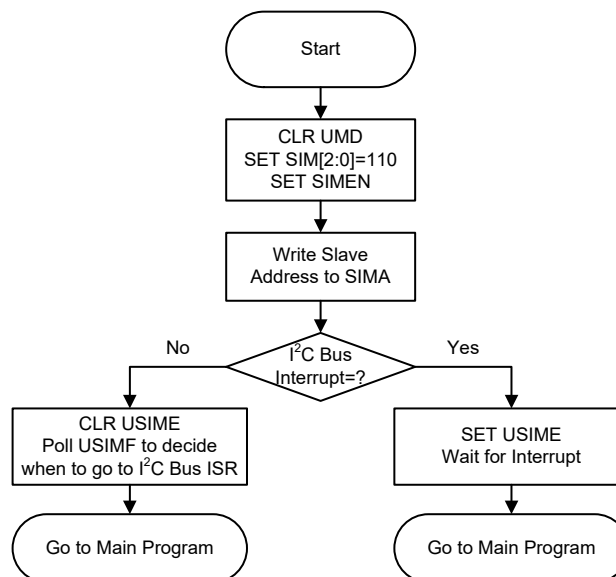 Start
CLR UMD
SET SIM[2:0]=110
SET SIMEN
Write Slave
Address to SIMA
No
I²C Bus
Interrupt=?
Yes
CLR USIME
Poll USIMF to decide
when to go to I²C Bus ISR
SET USIME
Wait for Interrupt
Go to Main Program
Go to Main Program